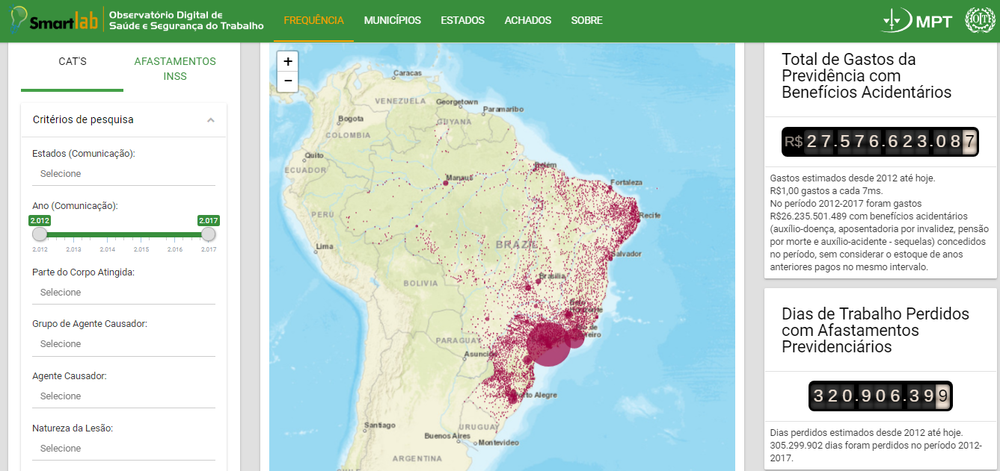 Smartlab
Observatório Digital de
Saúde e Segurança do Trabalho
FREQUÊNCIA
MUNICÍPIOS
ESTADOS
ACHADOS
SOBRE
MPT
OIT
CAT'S
AFASTAMENTOS
INSS
Critérios de pesquisa
Estados (Comunicação):
Selecione
Ano (Comunicação):
2.012
2.017
2.012 2.013 2.014 2.015 2.016 2.017
Parte do Corpo Atingida:
Selecione
Grupo de Agente Causador:
Selecione
Agente Causador:
Selecione
Natureza da Lesão:
Selecione
+
−
Caracas
VENEZUELA
Georgetown
Paramaribo
Bogota
GUYANA
COLOMBIA
Quito
Belém
ECUADOR
Manaus
Fortaleza
PERÚ
Recife
Lima
BRAZIL
Salvador
Brasília
BOLIVIA
PARAGUAY
Asunción
Porto Alegre
Santiago
URUGUAY
Buenos Aires
Montevideo
ARGENTINA
CHILE
Total de Gastos da
Previdência com
Benefícios Acidentários
R$27.576.623.087
Gastos estimados desde 2012 até hoje.
R$1,00 gastos a cada 7ms.
No período 2012-2017 foram gastos
R$26.235.501.489 com benefícios acidentários
(auxílio-doença, aposentadoria por invalidez, pensão
por morte e auxílio-acidente - sequelas) concedidos
no período, sem considerar o estoque de anos
anteriores pagos no mesmo intervalo.
Dias de Trabalho Perdidos
com Afastamentos
Previdenciários
320.906.399
Dias perdidos estimados desde 2012 até hoje.
305.299.902 dias foram perdidos no período 2012-
2017.